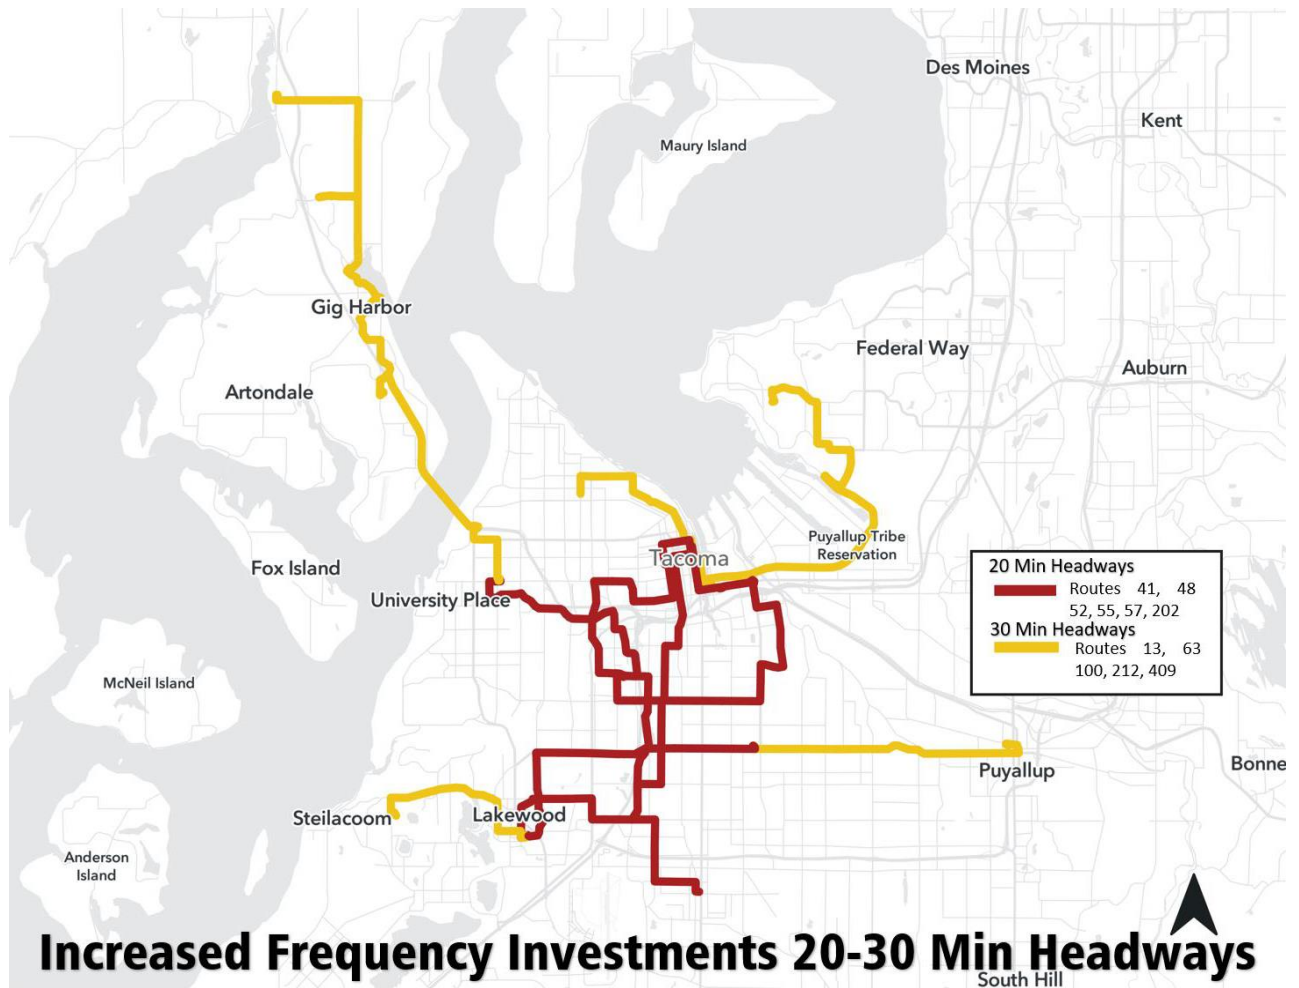 Des Moines
Kent
Maury Island
Gig Harbor
Federal Way
Auburn
Artondale
Puyallup Tribe
Reservation
Tacoma
Fox Island
University Place
20 Min Headways
Routes 41, 48
52, 55, 57, 202
30 Min Headways
Routes 13, 63
100, 212, 409
McNeil Island
Puyallup
Bonne
Steilacoom
Lakewood
Anderson
Island
Increased Frequency Investments 20-30 Min Headways
South Hill